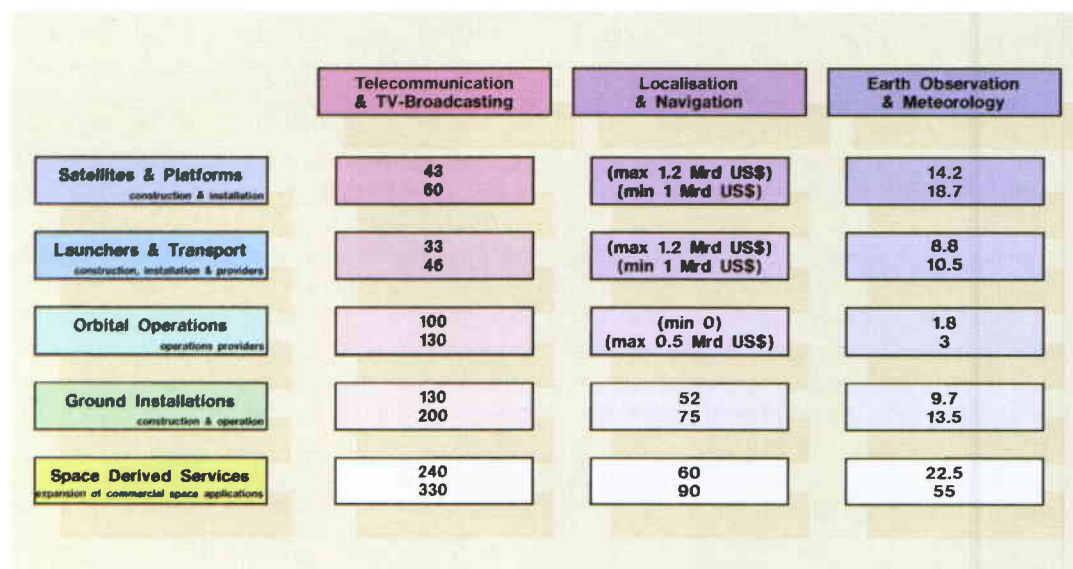 Telecommunication
& TV-Broadcasting
Localisation
& Navigation
Earth Observation
& Meteorology
Satellites & Platforms
construction & installation
43
60
(max 1.2 Mrd US$)
(min 1 Mrd US$)
14.2
18.7
Launchers & Transport
construction, installation & providers
33
46
(max 1.2 Mrd US$)
(min 1 Mrd US$)
8.8
10.5
Orbital Operations
operations providers
100
130
(min 0)
(max 0.5 Mrd US$)
1.8
3
Ground Installations
construction & operation
130
200
52
75
9.7
13.5
Space Derived Services
expansion of commercial space applications
240
330
60
90
22.5
55